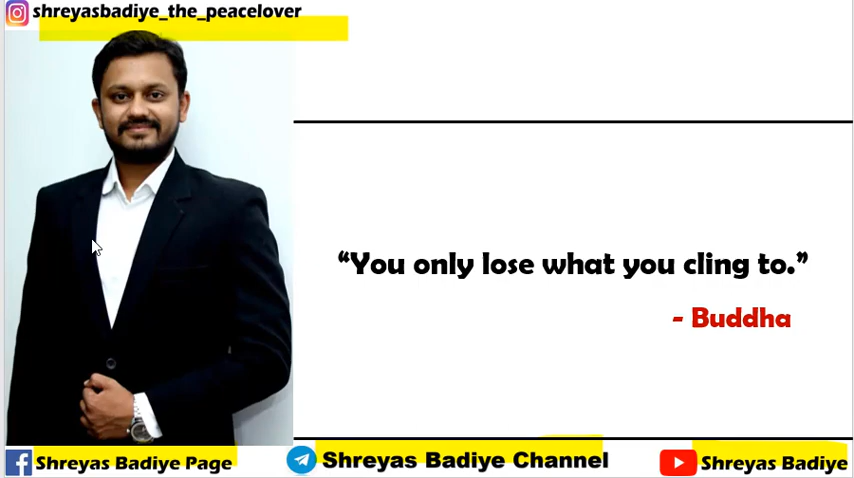 shreyasbadiye_the_peacelover
“You only lose what you cling to.”
- Buddha
Shreyas Badiye Page
Shreyas Badiye Channel
Shreyas Badiye